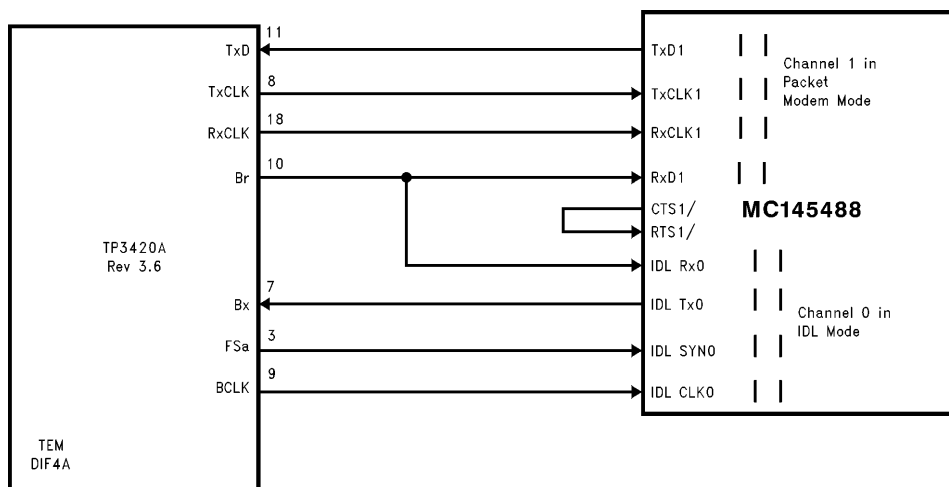 TxD
11
TxD1
TxCLK
8
TxCLK1
RxCLK
18
RxCLK1
Br
10
RxD1
Channel 1 in
Packet
Modem Mode
CTS1/
RTS1/
MC145488
TP3420A
Rev 3.6
IDL Rx0
Bx
7
IDL Tx0
FSa
3
IDL SYN0
BCLK
9
IDL CLK0
Channel 0 in
IDL Mode
TEM
DIF4A